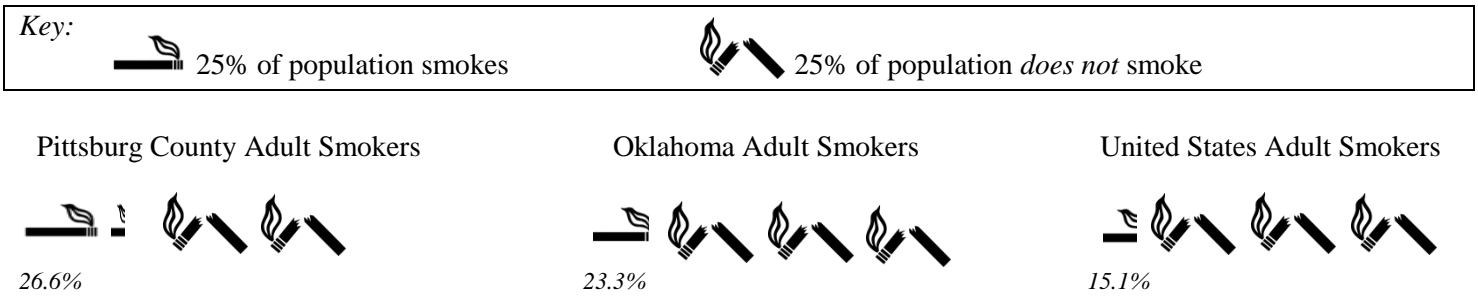 Key:
25% of population smokes 25% of population does not smoke
Pittsburg County Adult Smokers Oklahoma Adult Smokers United States Adult Smokers
26.6% 23.3% 15.1%